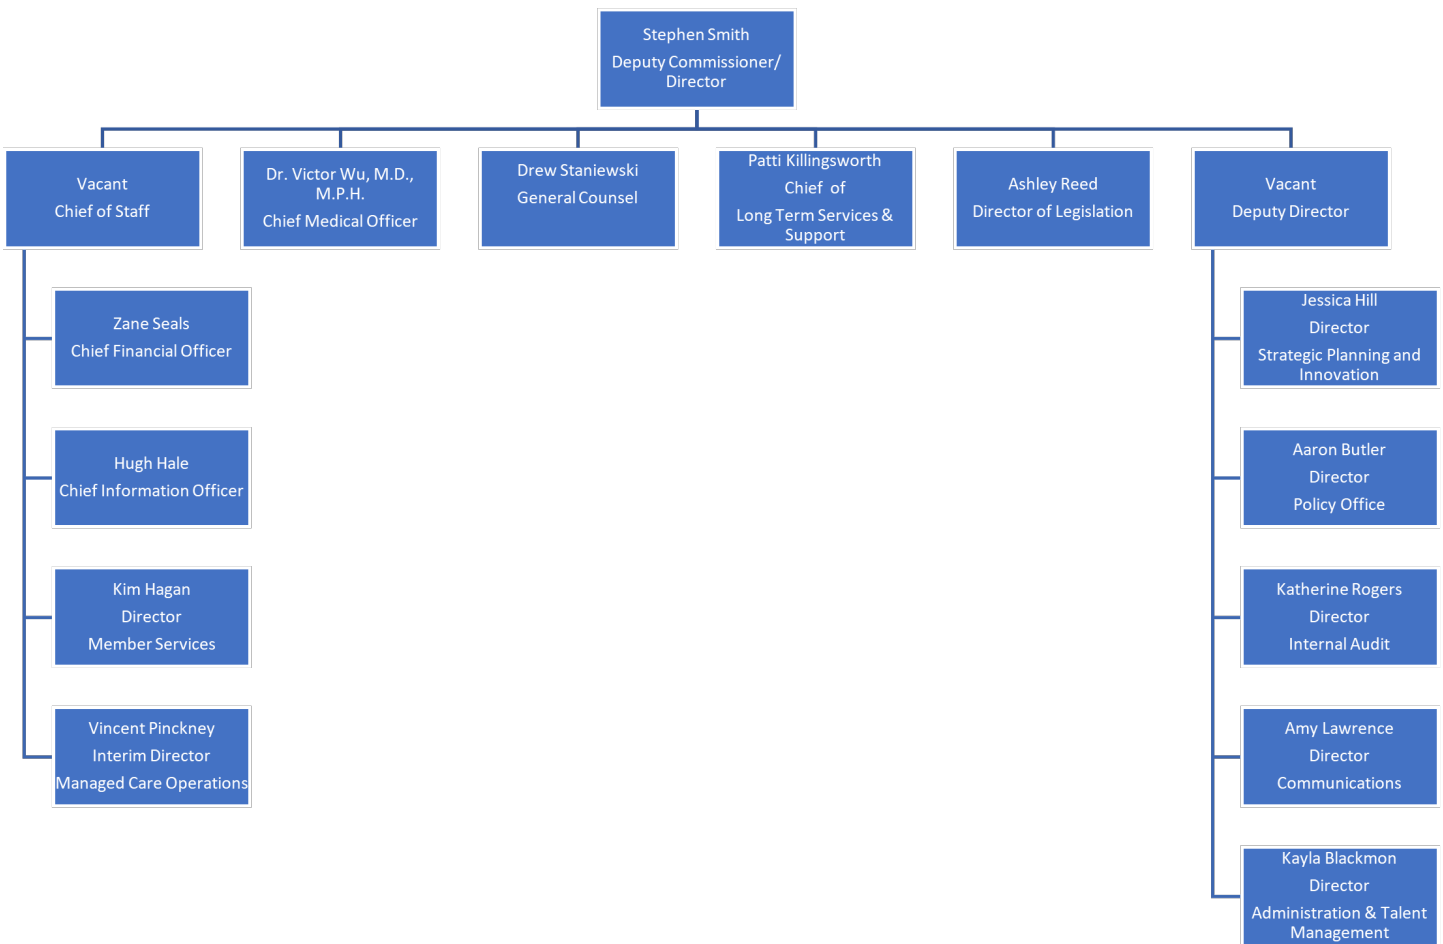 Stephen Smith
Deputy Commissioner/
Director
Vacant
Chief of Staff
Dr. Victor Wu, M.D.,
M.P.H.
Chief Medical Officer
Drew Staniewski
General Counsel
Patti Killingsworth
Chief of
Long Term Services &
Support
Ashley Reed
Director of Legislation
Vacant
Deputy Director
Zane Seals
Chief Financial Officer
Hugh Hale
Chief Information Officer
Kim Hagan
Director
Member Services
Vincent Pinckney
Interim Director
Managed Care Operations
Jessica Hill
Director
Strategic Planning and
Innovation
Aaron Butler
Director
Policy Office
Katherine Rogers
Director
Internal Audit
Amy Lawrence
Director
Communications
Kayla Blackmon
Director
Administration & Talent
Management